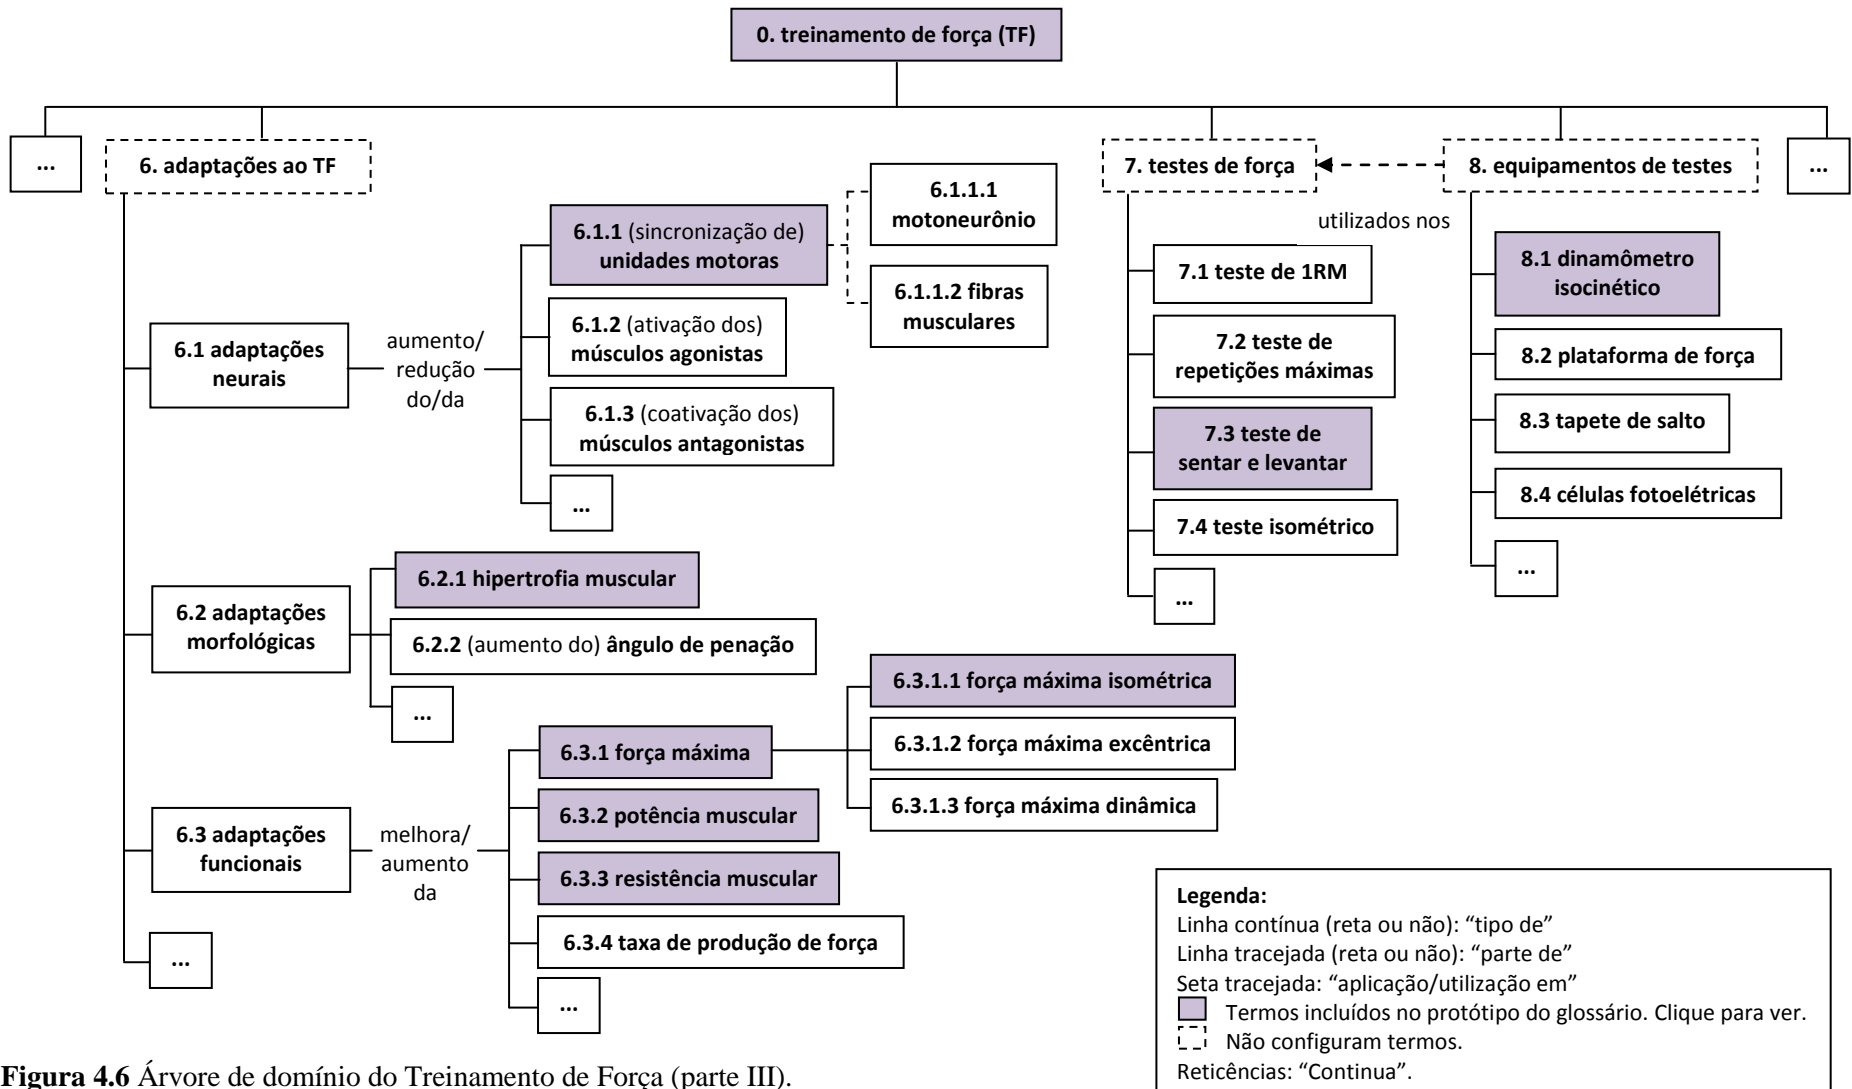 0. treinamento de força (TF)
...
6. adaptações ao TF
7. testes de força
8. equipamentos de testes
...
utilizados nos
6.1 adaptações
neurais
aumento/
redução
do/da
6.1.1 (sincronização de)
unidades motoras
6.1.1.1
motoneurônio
6.1.1.2 fibras
musculares
6.1.2 (ativação dos)
músculos agonistas
6.1.3 (coativação dos)
músculos antagonistas
...
6.2 adaptações
morfológicas
6.2.1 hipertrofia muscular
6.2.2 (aumento do) ângulo de penação
...
6.3 adaptações
funcionais
melhora/
aumento
da
6.3.1 força máxima
6.3.1.1 força máxima isométrica
6.3.1.2 força máxima excêntrica
6.3.1.3 força máxima dinâmica
6.3.2 potência muscular
6.3.3 resistência muscular
6.3.4 taxa de produção de força
...
...
7.1 teste de 1RM
7.2 teste de
repetições máximas
7.3 teste de
sentar e levantar
7.4 teste isométrico
...
8.1 dinamômetro
isocinético
8.2 plataforma de força
8.3 tapete de salto
8.4 células fotoelétricas
...
Legenda:
Linha contínua (reta ou não): “tipo de”
Linha tracejada (reta ou não): “parte de”
Seta tracejada: “aplicação/utilização em”
Termos incluídos no protótipo do glossário. Clique para ver.
Não configuram termos.
Reticências: “Continua”.
Figura 4.6 Árvore de domínio do Treinamento de Força (parte III).